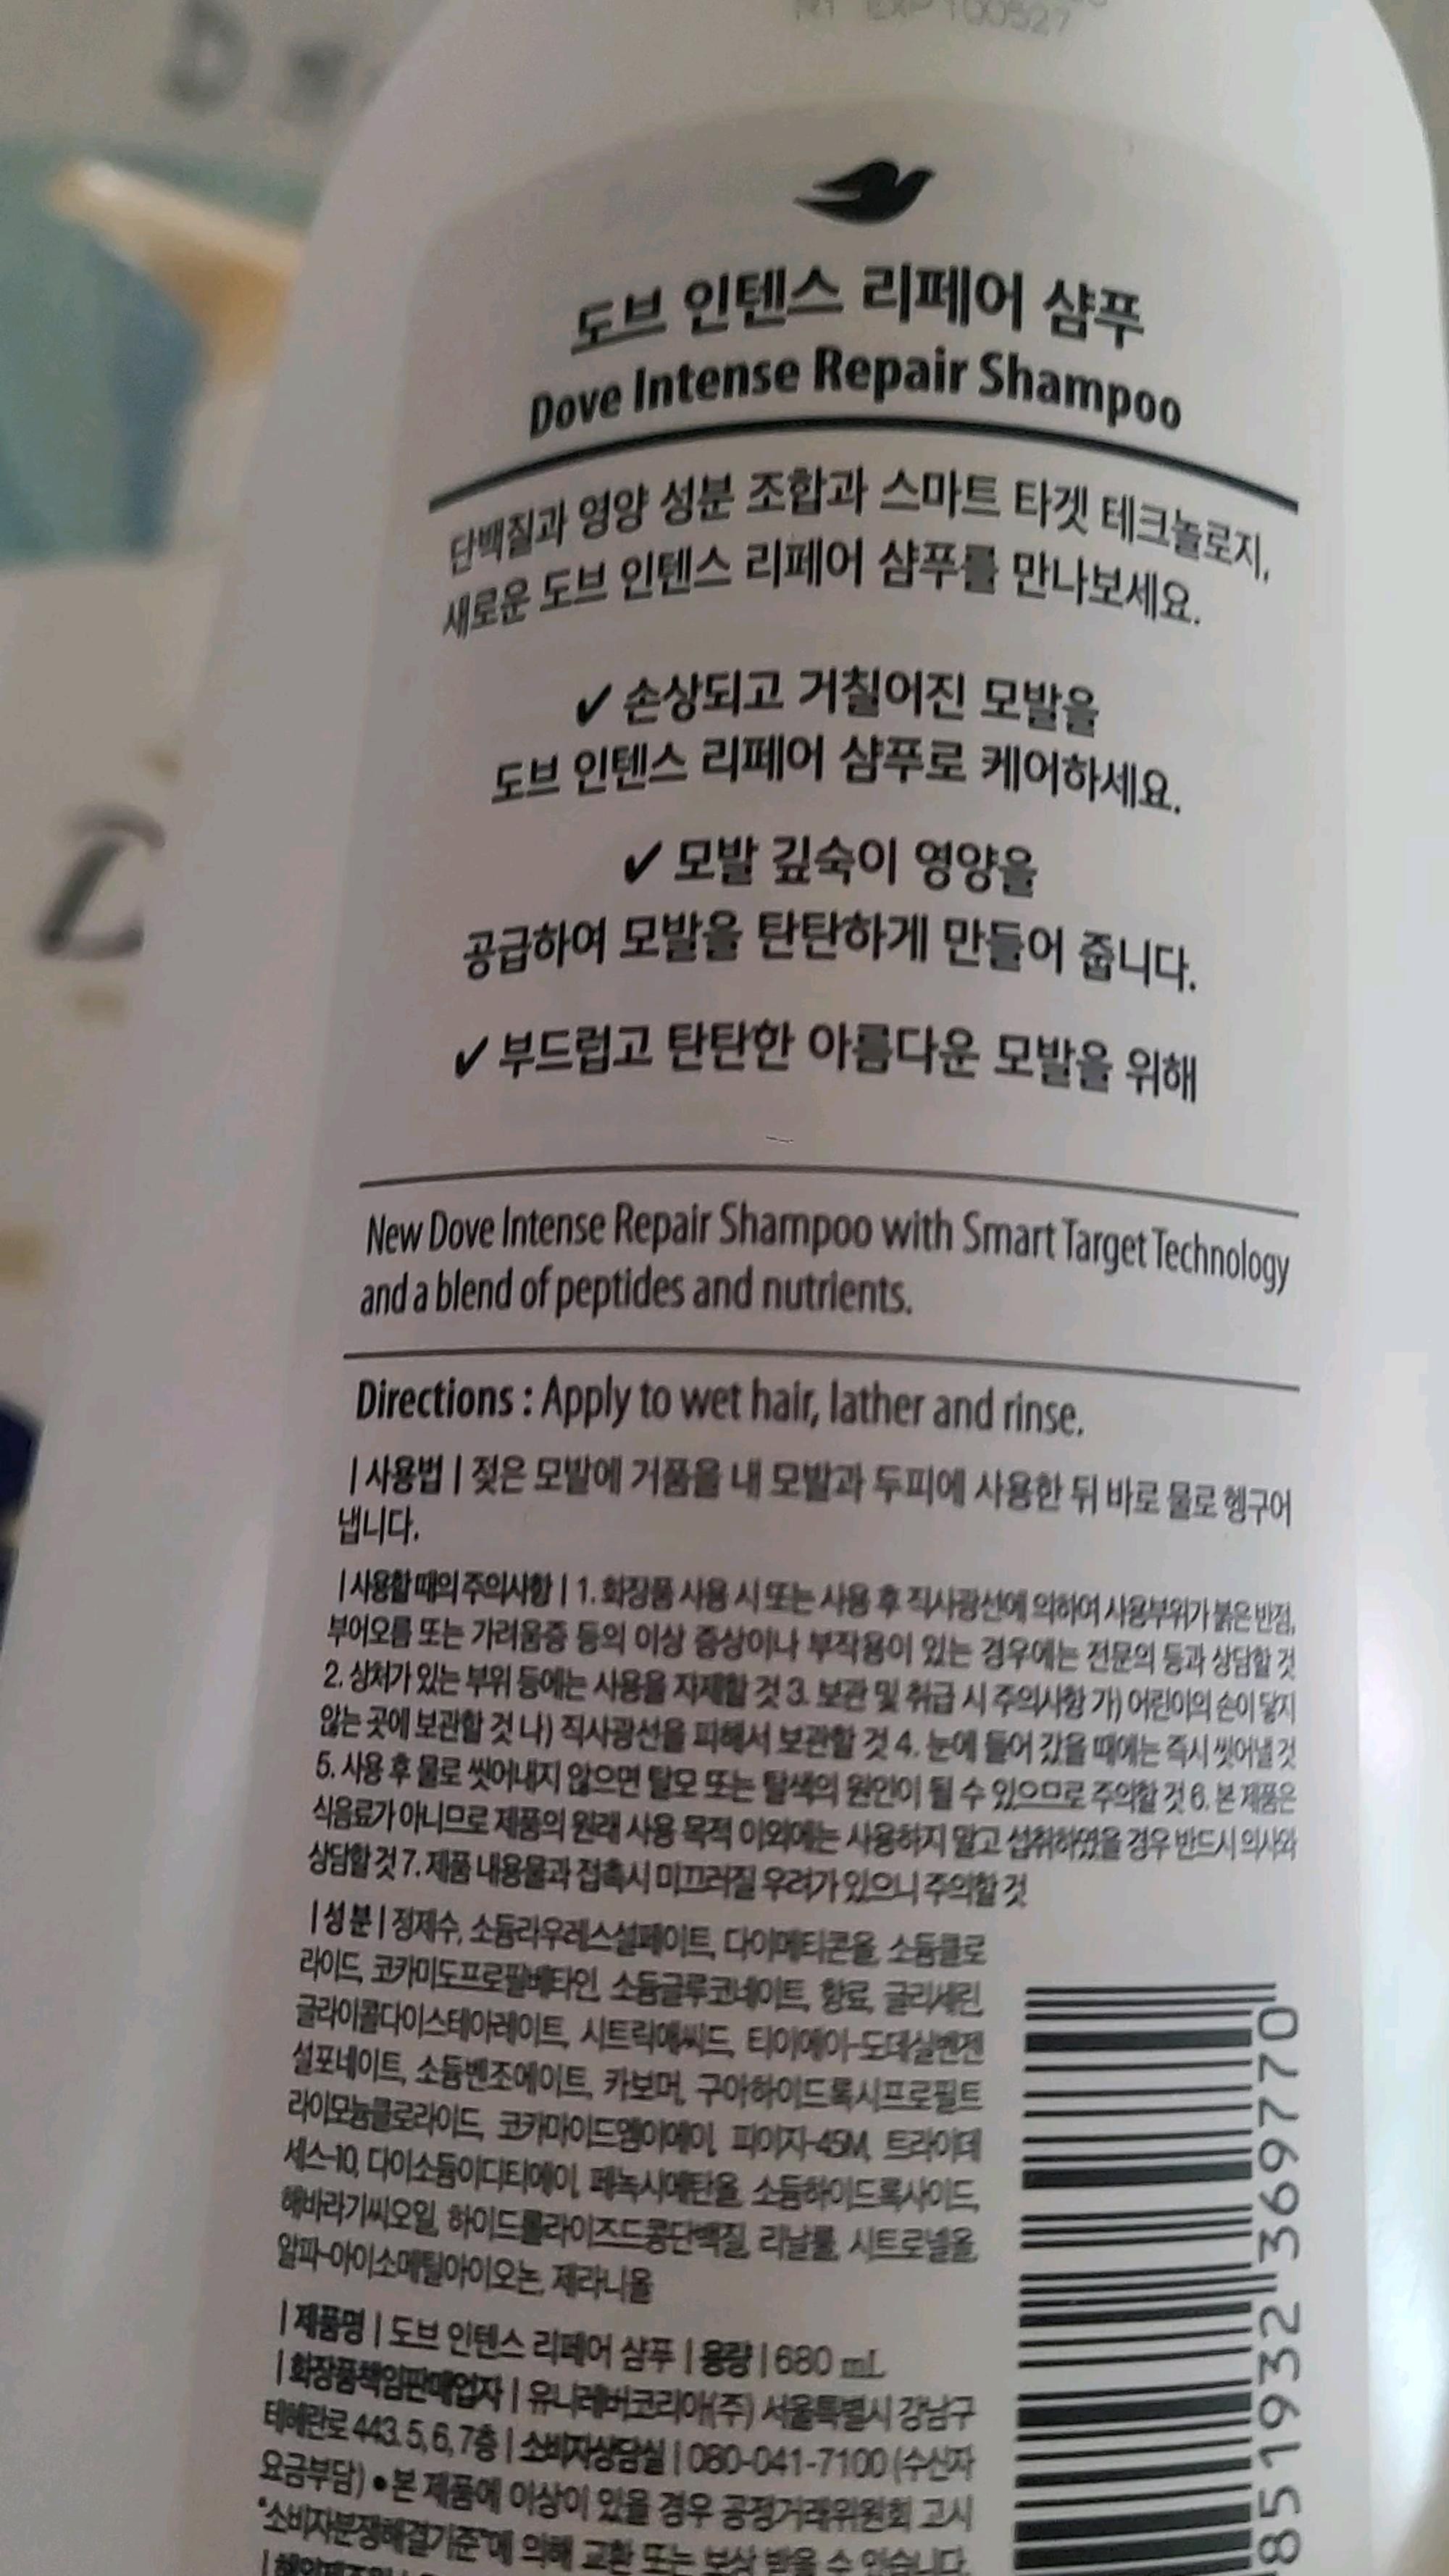 EXP 100527
도브 인텐스 리페어 샴푸
Dove Intense Repair Shampoo
단백질과 영양 성분 조합과 스마트 타겟 테크놀로지,
새로운 도브 인텐스 리페어 샴푸를 만나보세요.
✓ 손상되고 거칠어진 모발을
도브 인텐스 리페어 샴푸로 케어하세요.
✓ 모발 깊숙이 영양을
공급하여 모발을 탄탄하게 만들어 줍니다.
✓ 부드럽고 탄탄한 아름다운 모발을 위해
New Dove Intense Repair Shampoo with Smart Target Technology
and a blend of peptides and nutrients.
Directions : Apply to wet hair, lather and rinse.
| 사용법 | 젖은 모발에 거품을 내 모발과 두피에 사용한 뒤 바로 물로 헹구어
냅니다.
| 사용할 때의 주의사항 | 1. 화장품 사용 시 또는 사용 후 직사광선에 의하여 사용부위가 붉은 반점,
부어오름 또는 가려움증 등의 이상 증상이나 부작용이 있는 경우에는 전문의 등과 상담할 것
2. 상처가 있는 부위 등에는 사용을 자제할 것 3. 보관 및 취급 시 주의사항 가) 어린이의 손이 닿지
않는 곳에 보관할 것 나) 직사광선을 피해서 보관할 것 4. 눈에 들어 갔을 때에는 즉시 씻어낼 것
5. 사용 후 물로 씻어내지 않으면 탈모 또는 탈색의 원인이 될 수 있으므로 주의할 것 6. 본 제품은
식음료가 아니므로 제품의 원래 사용 목적 이외에는 사용하지 말고 섭취하였을 경우 반드시 의사와
상담할 것 7. 제품 내용물과 접촉시 미끄러질 우려가 있으니 주의할 것
| 성분 | 정제수, 소듐라우레스설페이트, 다이메티콘올, 소듐클로
라이드, 코카미도프로필베타인, 소듐글루코네이트, 향료, 글리세린,
글라이콜다이스테아레이트, 시트릭애씨드, 티이에이-도데실벤젠
설포네이트, 소듐벤조에이트, 카보머, 구아하이드록시프로필트
라이모늄클로라이드, 코카마이드엠이에이, 피이지-45M, 트라이데
세스-10, 다이소듐이디티에이, 페녹시에탄올, 소듐하이드록사이드,
해바라기씨오일, 하이드롤라이즈드콩단백질, 리날룰, 시트로넬올,
알파-아이소메틸아이오논, 제라니올
| 제품명 | 도브 인텐스 리페어 샴푸 | 용량 | 680 mL
| 화장품책임판매업자 | 유니레버코리아(주) 서울특별시 강남구
테헤란로 443. 5, 6, 7층 | 소비자상담실 | 080-041-7100 (수신자
요금부담) ● 본 제품에 이상이 있을 경우 공정거래위원회 고시
"소비자분쟁해결기준"에 의해 교환 또는 보상 받을 수 있습니다.
851932 369770